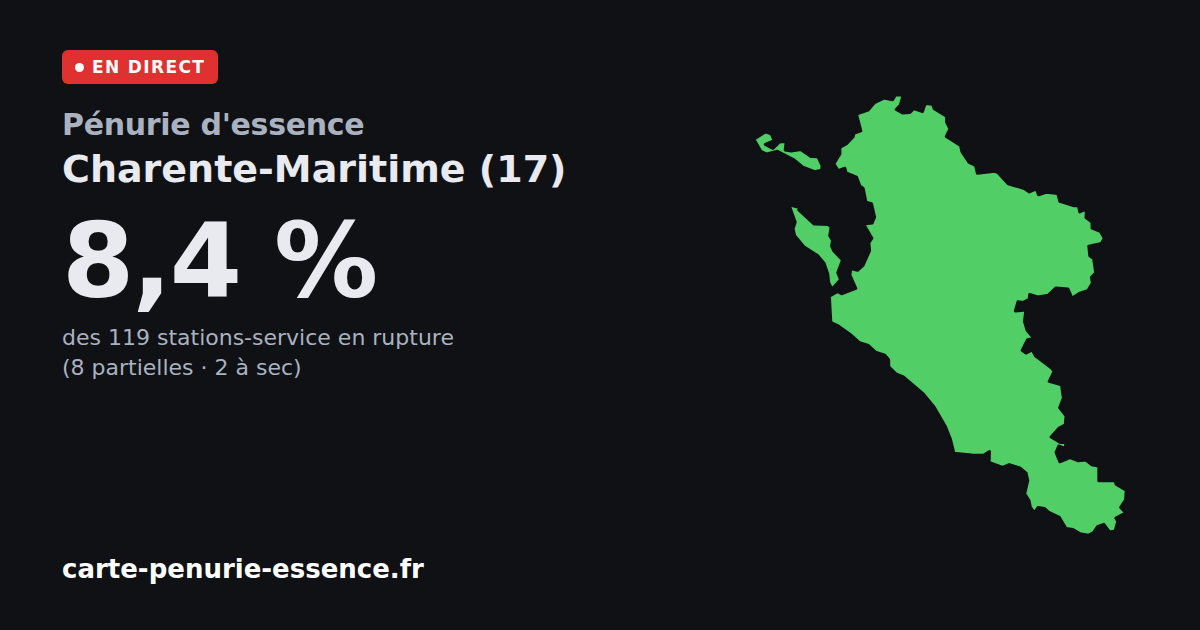 EN DIRECT
Pénurie d'essence
Charente-Maritime (17)
8,4 %
des 119 stations-service en rupture
(8 partielles · 2 à sec)
carte-penurie-essence.fr